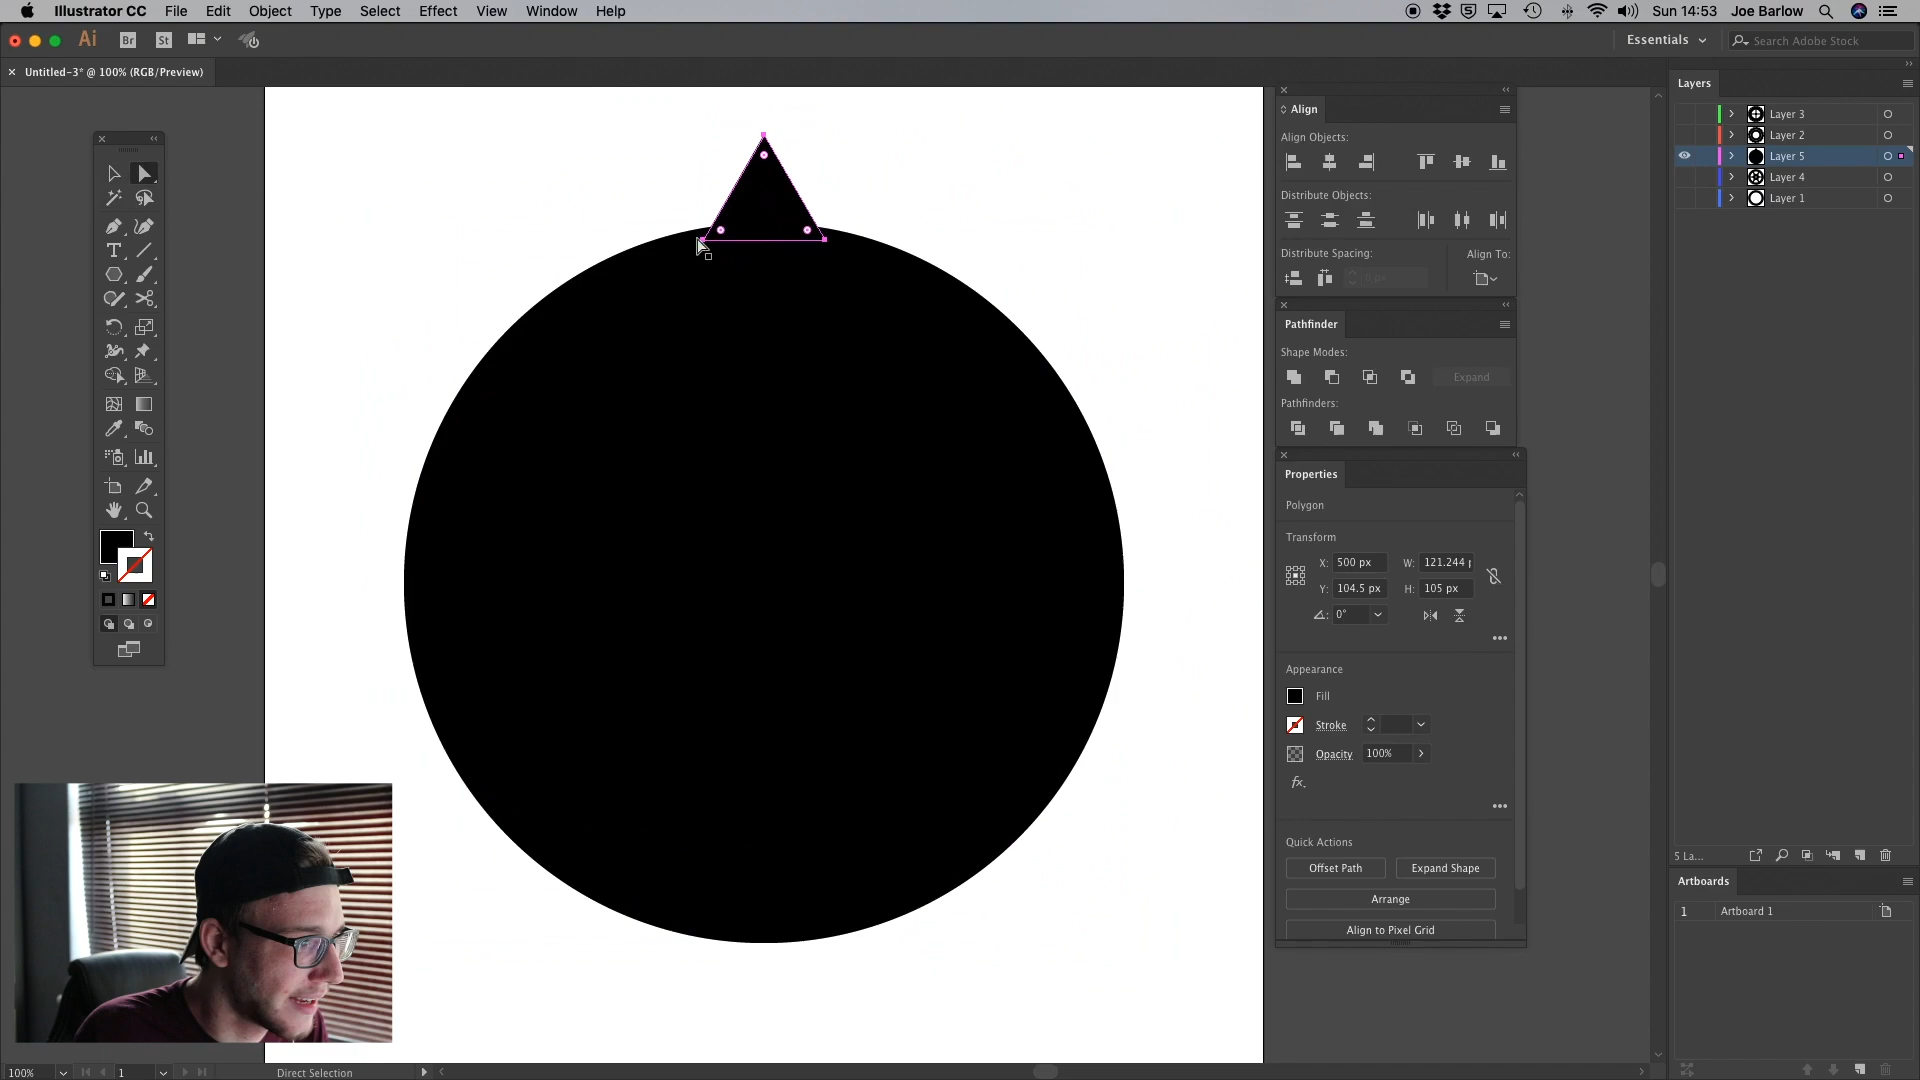 Illustrator CC File Edit Object Type Select Effect View Window Help Sun 14:53 Joe Barlow
Ai Br St Essentials Search Adobe Stock
× Untitled-3* @ 100% (RGB/Preview)
Align
Align Objects:
Distribute Objects:
Distribute Spacing: Align To:
Pathfinder
Shape Modes:
Expand
Pathfinders:
Properties
Polygon
Transform
X: 500 px W: 121.244 p
Y: 104.5 px H: 105 px
0°
Appearance
Fill
Stroke
Opacity 100%
fx.
Quick Actions
Offset Path Expand Shape
Arrange
Align to Pixel Grid
Layers
Layer 3
Layer 2
Layer 5
Layer 4
Layer 1
5 La...
Artboards
1 Artboard 1
100% 1 Direct Selection